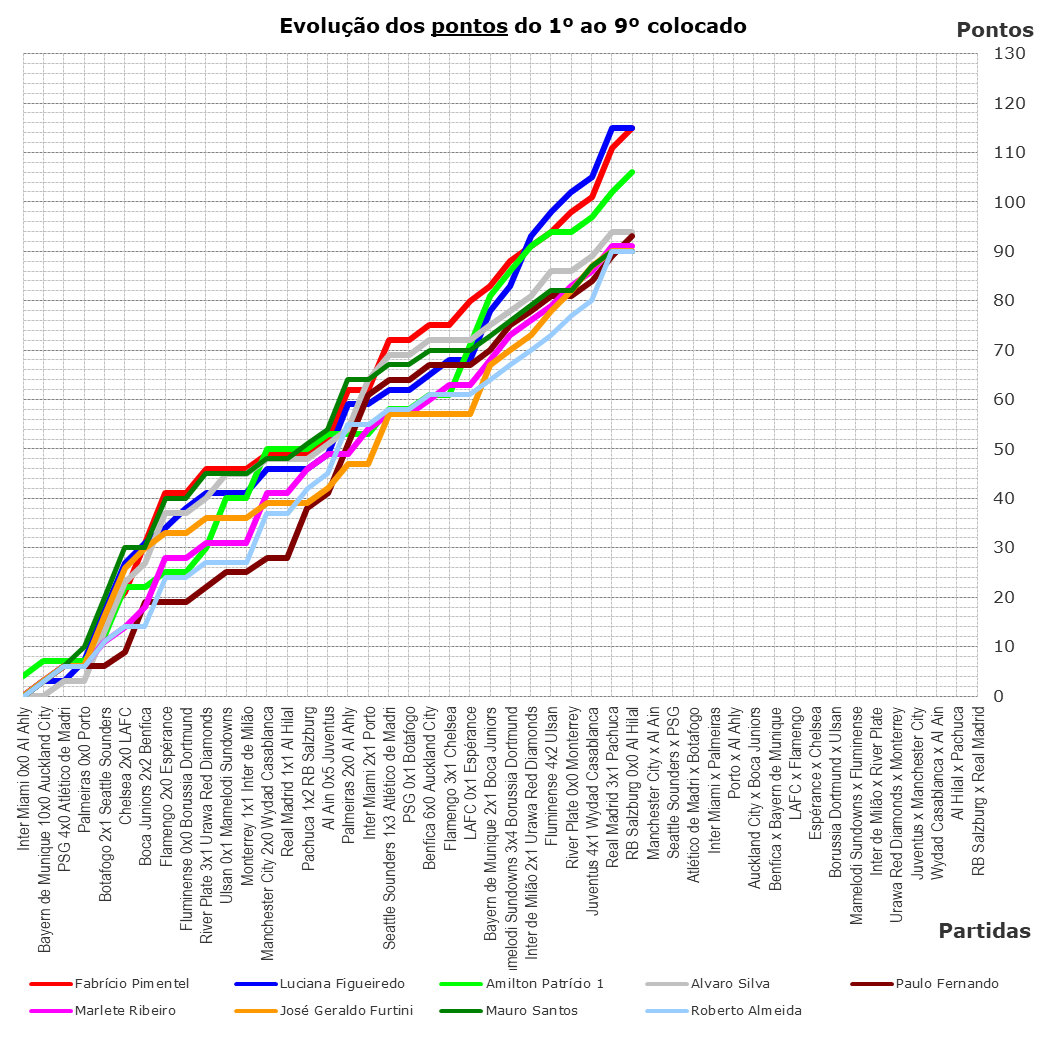 Evolução dos pontos do 1º ao 9º colocado
Pontos
130
120
110
100
90
80
70
60
50
40
30
20
10
0
Inter Miami 0x0 Al Ahly
Bayern de Munique 10x0 Auckland City
PSG 4x0 Atlético de Madri
Palmeiras 0x0 Porto
Botafogo 2x1 Seattle Sounders
Chelsea 2x0 LAFC
Boca Juniors 2x2 Benfica
Flamengo 2x0 Espérance
Fluminense 0x0 Borussia Dortmund
River Plate 3x1 Urawa Red Diamonds
Ulsan 0x1 Mamelodi Sundowns
Monterrey 1x1 Inter de Milão
Manchester City 2x0 Wydad Casablanca
Real Madrid 1x1 Al Hilal
Pachuca 1x2 RB Salzburg
Al Ain 0x5 Juventus
Palmeiras 2x0 Al Ahly
Inter Miami 2x1 Porto
Seattle Sounders 1x3 Atlético de Madri
PSG 0x1 Botafogo
Benfica 6x0 Auckland City
Flamengo 3x1 Chelsea
LAFC 0x1 Espérance
Bayern de Munique 2x1 Boca Juniors
melodi Sundowns 3x4 Borussia Dortmund
Inter de Milão 2x1 Urawa Red Diamonds
Fluminense 4x2 Ulsan
River Plate 0x0 Monterrey
Juventus 4x1 Wydad Casablanca
Real Madrid 3x1 Pachuca
RB Salzburg 0x0 Al Hilal
Manchester City x Al Ain
Seattle Sounders x PSG
Atlético de Madri x Botafogo
Inter Miami x Palmeiras
Porto x Al Ahly
Auckland City x Boca Juniors
Benfica x Bayern de Munique
LAFC x Flamengo
Espérance x Chelsea
Borussia Dortmund x Ulsan
Mamelodi Sundowns x Fluminense
Inter de Milão x River Plate
Urawa Red Diamonds x Monterrey
Juventus x Manchester City
Wydad Casablanca x Al Ain
Al Hilal x Pachuca
RB Salzburg x Real Madrid
Partidas
Fabrício Pimentel
Luciana Figueiredo
Amilton Patrício 1
Alvaro Silva
Paulo Fernando
Marlete Ribeiro
José Geraldo Furtini
Mauro Santos
Roberto Almeida